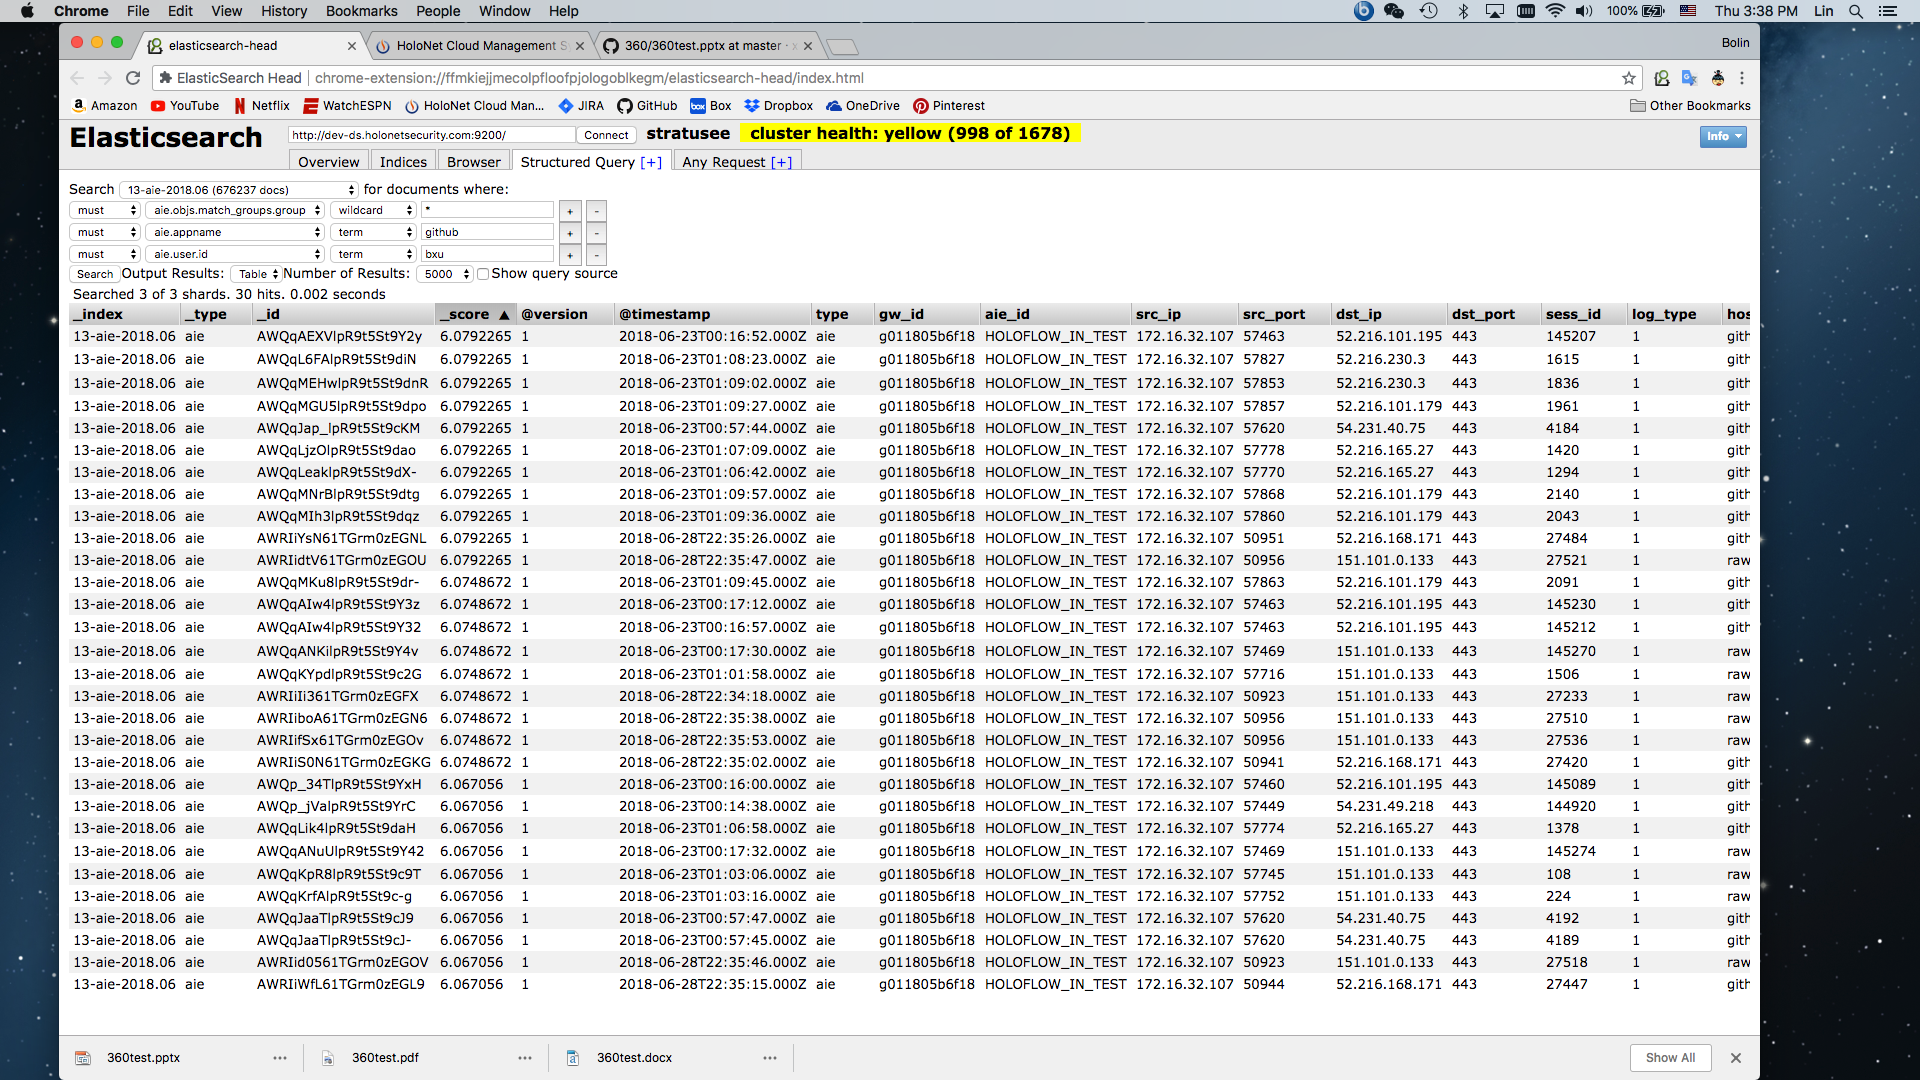 Chrome File Edit View History Bookmarks People Window Help 100% Thu 3:38 PM Lin
elasticsearch-head HoloNet Cloud Management S 360/360test.pptx at master · Bolin
ElasticSearch Head chrome-extension://ffmkiejjmecolpfloofpjologoblkegm/elasticsearch-head/index.html
Amazon YouTube Netflix WatchESPN HoloNet Cloud Man... JIRA GitHub Box Dropbox OneDrive Pinterest Other Bookmarks
Elasticsearch http://dev-ds.holonetsecurity.com:9200/ Connect stratusee cluster health: yellow (998 of 1678) Info
Overview Indices Browser Structured Query [+] Any Request [+]
Search 13-aie-2018.06 (676237 docs) for documents where:
must aie.objs.match_groups.group wildcard * + -
must aie.appname term github + -
must aie.user.id term bxu + -
Search Output Results: Table Number of Results: 5000 Show query source
Searched 3 of 3 shards. 30 hits. 0.002 seconds
_index _type _id _score ▲ @version @timestamp type gw_id aie_id src_ip src_port dst_ip dst_port sess_id log_type hos
13-aie-2018.06 aie AWQqAEXVlpR9t5St9Y2y 6.0792265 1 2018-06-23T00:16:52.000Z aie g011805b6f18 HOLOFLOW_IN_TEST 172.16.32.107 57463 52.216.101.195 443 145207 1 gith
13-aie-2018.06 aie AWQqL6FAlpR9t5St9diN 6.0792265 1 2018-06-23T01:08:23.000Z aie g011805b6f18 HOLOFLOW_IN_TEST 172.16.32.107 57827 52.216.230.3 443 1615 1 gith
13-aie-2018.06 aie AWQqMEHwlpR9t5St9dnR 6.0792265 1 2018-06-23T01:09:02.000Z aie g011805b6f18 HOLOFLOW_IN_TEST 172.16.32.107 57853 52.216.230.3 443 1836 1 gith
13-aie-2018.06 aie AWQqMGU5lpR9t5St9dpo 6.0792265 1 2018-06-23T01:09:27.000Z aie g011805b6f18 HOLOFLOW_IN_TEST 172.16.32.107 57857 52.216.101.179 443 1961 1 gith
13-aie-2018.06 aie AWQqJap_lpR9t5St9cKM 6.0792265 1 2018-06-23T00:57:44.000Z aie g011805b6f18 HOLOFLOW_IN_TEST 172.16.32.107 57620 54.231.40.75 443 4184 1 gith
13-aie-2018.06 aie AWQqLjzOlpR9t5St9dao 6.0792265 1 2018-06-23T01:07:09.000Z aie g011805b6f18 HOLOFLOW_IN_TEST 172.16.32.107 57778 52.216.165.27 443 1420 1 gith
13-aie-2018.06 aie AWQqLeaklpR9t5St9dX- 6.0792265 1 2018-06-23T01:06:42.000Z aie g011805b6f18 HOLOFLOW_IN_TEST 172.16.32.107 57770 52.216.165.27 443 1294 1 gith
13-aie-2018.06 aie AWQqMNrBlpR9t5St9dtg 6.0792265 1 2018-06-23T01:09:57.000Z aie g011805b6f18 HOLOFLOW_IN_TEST 172.16.32.107 57868 52.216.101.179 443 2140 1 gith
13-aie-2018.06 aie AWQqMIh3lpR9t5St9dqz 6.0792265 1 2018-06-23T01:09:36.000Z aie g011805b6f18 HOLOFLOW_IN_TEST 172.16.32.107 57860 52.216.101.179 443 2043 1 gith
13-aie-2018.06 aie AWRIiYsN61TGrm0zEGNL 6.0792265 1 2018-06-28T22:35:26.000Z aie g011805b6f18 HOLOFLOW_IN_TEST 172.16.32.107 50951 52.216.168.171 443 27484 1 gith
13-aie-2018.06 aie AWRIidtV61TGrm0zEGOU 6.0792265 1 2018-06-28T22:35:47.000Z aie g011805b6f18 HOLOFLOW_IN_TEST 172.16.32.107 50956 151.101.0.133 443 27521 1 raw
13-aie-2018.06 aie AWQqMKu8lpR9t5St9dr- 6.0748672 1 2018-06-23T01:09:45.000Z aie g011805b6f18 HOLOFLOW_IN_TEST 172.16.32.107 57863 52.216.101.179 443 2091 1 gith
13-aie-2018.06 aie AWQqAIw4lpR9t5St9Y3z 6.0748672 1 2018-06-23T00:17:12.000Z aie g011805b6f18 HOLOFLOW_IN_TEST 172.16.32.107 57463 52.216.101.195 443 145230 1 gith
13-aie-2018.06 aie AWQqAIw4lpR9t5St9Y32 6.0748672 1 2018-06-23T00:16:57.000Z aie g011805b6f18 HOLOFLOW_IN_TEST 172.16.32.107 57463 52.216.101.195 443 145212 1 gith
13-aie-2018.06 aie AWQqANKilpR9t5St9Y4v 6.0748672 1 2018-06-23T00:17:30.000Z aie g011805b6f18 HOLOFLOW_IN_TEST 172.16.32.107 57469 151.101.0.133 443 145270 1 raw
13-aie-2018.06 aie AWQqKYpdlpR9t5St9c2G 6.0748672 1 2018-06-23T01:01:58.000Z aie g011805b6f18 HOLOFLOW_IN_TEST 172.16.32.107 57716 151.101.0.133 443 1506 1 raw
13-aie-2018.06 aie AWRIiIi361TGrm0zEGFX 6.0748672 1 2018-06-28T22:34:18.000Z aie g011805b6f18 HOLOFLOW_IN_TEST 172.16.32.107 50923 151.101.0.133 443 27233 1 raw
13-aie-2018.06 aie AWRIiboA61TGrm0zEGN6 6.0748672 1 2018-06-28T22:35:38.000Z aie g011805b6f18 HOLOFLOW_IN_TEST 172.16.32.107 50956 151.101.0.133 443 27510 1 raw
13-aie-2018.06 aie AWRIifSx61TGrm0zEGOv 6.0748672 1 2018-06-28T22:35:53.000Z aie g011805b6f18 HOLOFLOW_IN_TEST 172.16.32.107 50956 151.101.0.133 443 27536 1 raw
13-aie-2018.06 aie AWRIiS0N61TGrm0zEGKG 6.0748672 1 2018-06-28T22:35:02.000Z aie g011805b6f18 HOLOFLOW_IN_TEST 172.16.32.107 50941 52.216.168.171 443 27420 1 gith
13-aie-2018.06 aie AWQp_34TlpR9t5St9YxH 6.067056 1 2018-06-23T00:16:00.000Z aie g011805b6f18 HOLOFLOW_IN_TEST 172.16.32.107 57460 52.216.101.195 443 145089 1 gith
13-aie-2018.06 aie AWQp_jValpR9t5St9YrC 6.067056 1 2018-06-23T00:14:38.000Z aie g011805b6f18 HOLOFLOW_IN_TEST 172.16.32.107 57449 54.231.49.218 443 144920 1 gith
13-aie-2018.06 aie AWQqLik4lpR9t5St9daH 6.067056 1 2018-06-23T01:06:58.000Z aie g011805b6f18 HOLOFLOW_IN_TEST 172.16.32.107 57774 52.216.165.27 443 1378 1 gith
13-aie-2018.06 aie AWQqANuUlpR9t5St9Y42 6.067056 1 2018-06-23T00:17:32.000Z aie g011805b6f18 HOLOFLOW_IN_TEST 172.16.32.107 57469 151.101.0.133 443 145274 1 raw
13-aie-2018.06 aie AWQqKpR8lpR9t5St9c9T 6.067056 1 2018-06-23T01:03:06.000Z aie g011805b6f18 HOLOFLOW_IN_TEST 172.16.32.107 57745 151.101.0.133 443 108 1 raw
13-aie-2018.06 aie AWQqKrfAlpR9t5St9c-g 6.067056 1 2018-06-23T01:03:16.000Z aie g011805b6f18 HOLOFLOW_IN_TEST 172.16.32.107 57752 151.101.0.133 443 224 1 raw
13-aie-2018.06 aie AWQqJaaTlpR9t5St9cJ9 6.067056 1 2018-06-23T00:57:47.000Z aie g011805b6f18 HOLOFLOW_IN_TEST 172.16.32.107 57620 54.231.40.75 443 4192 1 gith
13-aie-2018.06 aie AWQqJaaTlpR9t5St9cJ- 6.067056 1 2018-06-23T00:57:45.000Z aie g011805b6f18 HOLOFLOW_IN_TEST 172.16.32.107 57620 54.231.40.75 443 4189 1 gith
13-aie-2018.06 aie AWRIid0561TGrm0zEGOV 6.067056 1 2018-06-28T22:35:46.000Z aie g011805b6f18 HOLOFLOW_IN_TEST 172.16.32.107 50923 151.101.0.133 443 27518 1 raw
13-aie-2018.06 aie AWRIiWfL61TGrm0zEGL9 6.067056 1 2018-06-28T22:35:15.000Z aie g011805b6f18 HOLOFLOW_IN_TEST 172.16.32.107 50944 52.216.168.171 443 27447 1 gith
360test.pptx 360test.pdf 360test.docx Show All